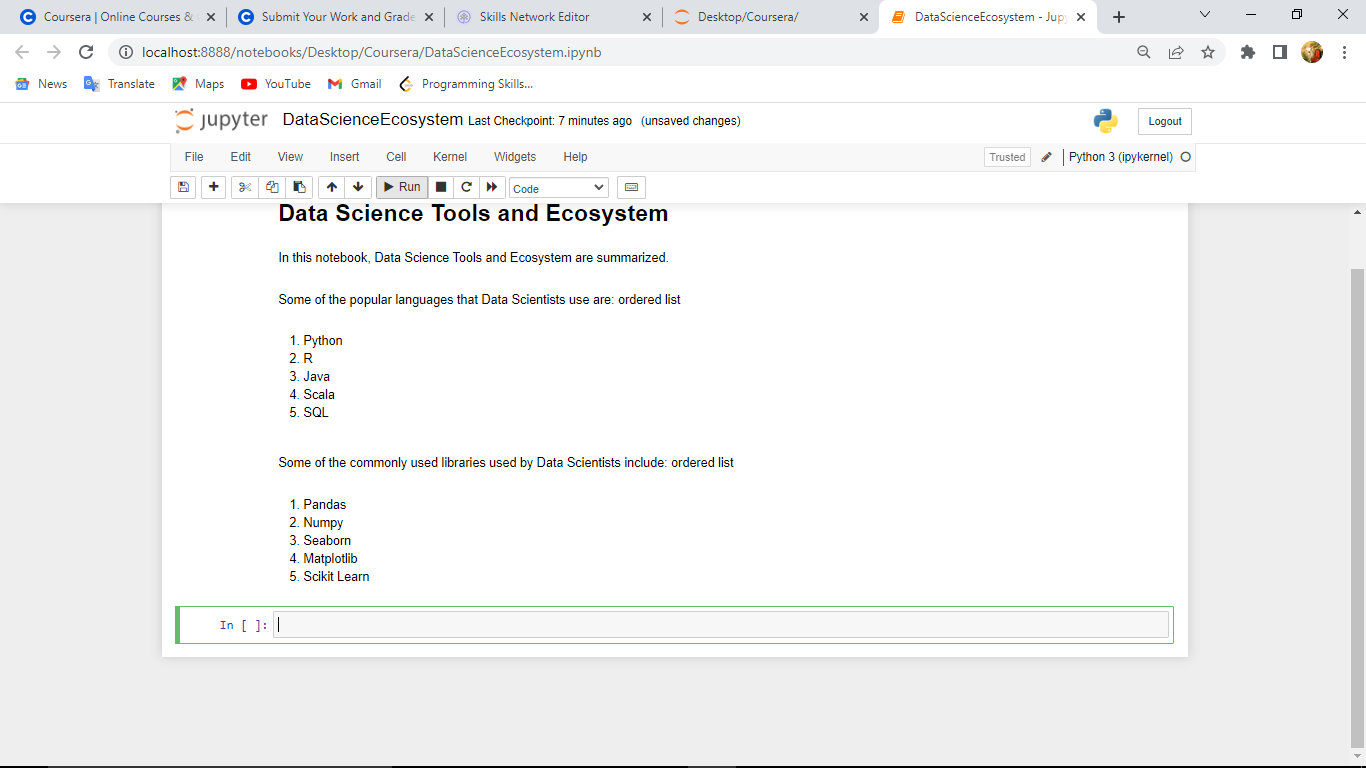 Coursera | Online Courses &
Submit Your Work and Grade
Skills Network Editor
Desktop/Coursera/
DataScienceEcosystem - Jupy
localhost:8888/notebooks/Desktop/Coursera/DataScienceEcosystem.ipynb
News
Translate
Maps
YouTube
Gmail
Programming Skills...
jupyter
DataScienceEcosystem Last Checkpoint: 7 minutes ago (unsaved changes)
Logout
File Edit View Insert Cell Kernel Widgets Help
Trusted
Python 3 (ipykernel)
Run
Code
Data Science Tools and Ecosystem
In this notebook, Data Science Tools and Ecosystem are summarized.
Some of the popular languages that Data Scientists use are: ordered list
1. Python
2. R
3. Java
4. Scala
5. SQL
Some of the commonly used libraries used by Data Scientists include: ordered list
1. Pandas
2. Numpy
3. Seaborn
4. Matplotlib
5. Scikit Learn
In [ ]: